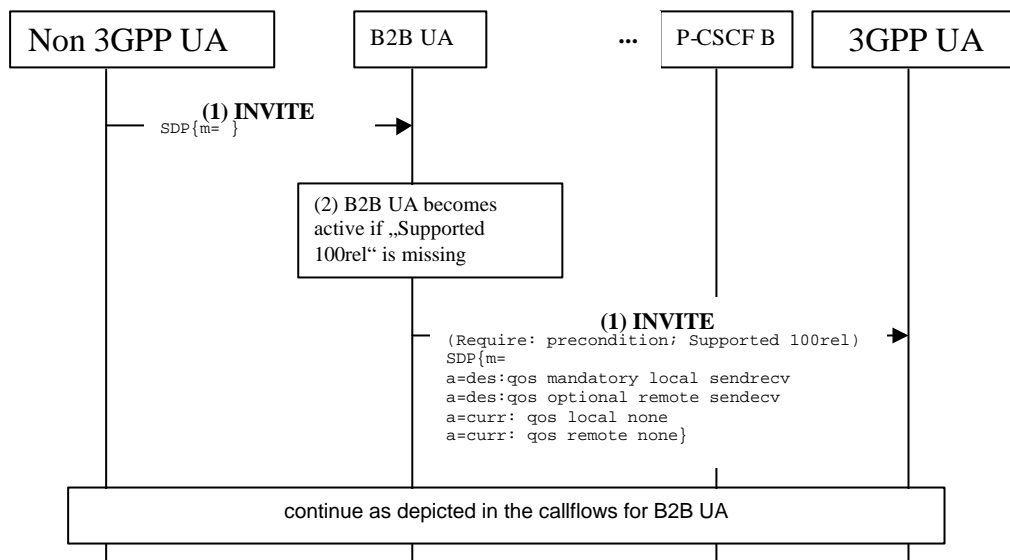 Non 3GPP UA
B2B UA
...
P-CSCF B
3GPP UA
(1) INVITE
SDP{m= }
(2) B2B UA becomes
active if „Supported
100rel“ is missing
(1) INVITE
(Require: precondition; Supported 100rel)
SDP{m=
a=des:qos mandatory local sendrecv
a=des:qos optional remote sendecv
a=curr: qos local none
a=curr: qos remote none}
continue as depicted in the callflows for B2B UA